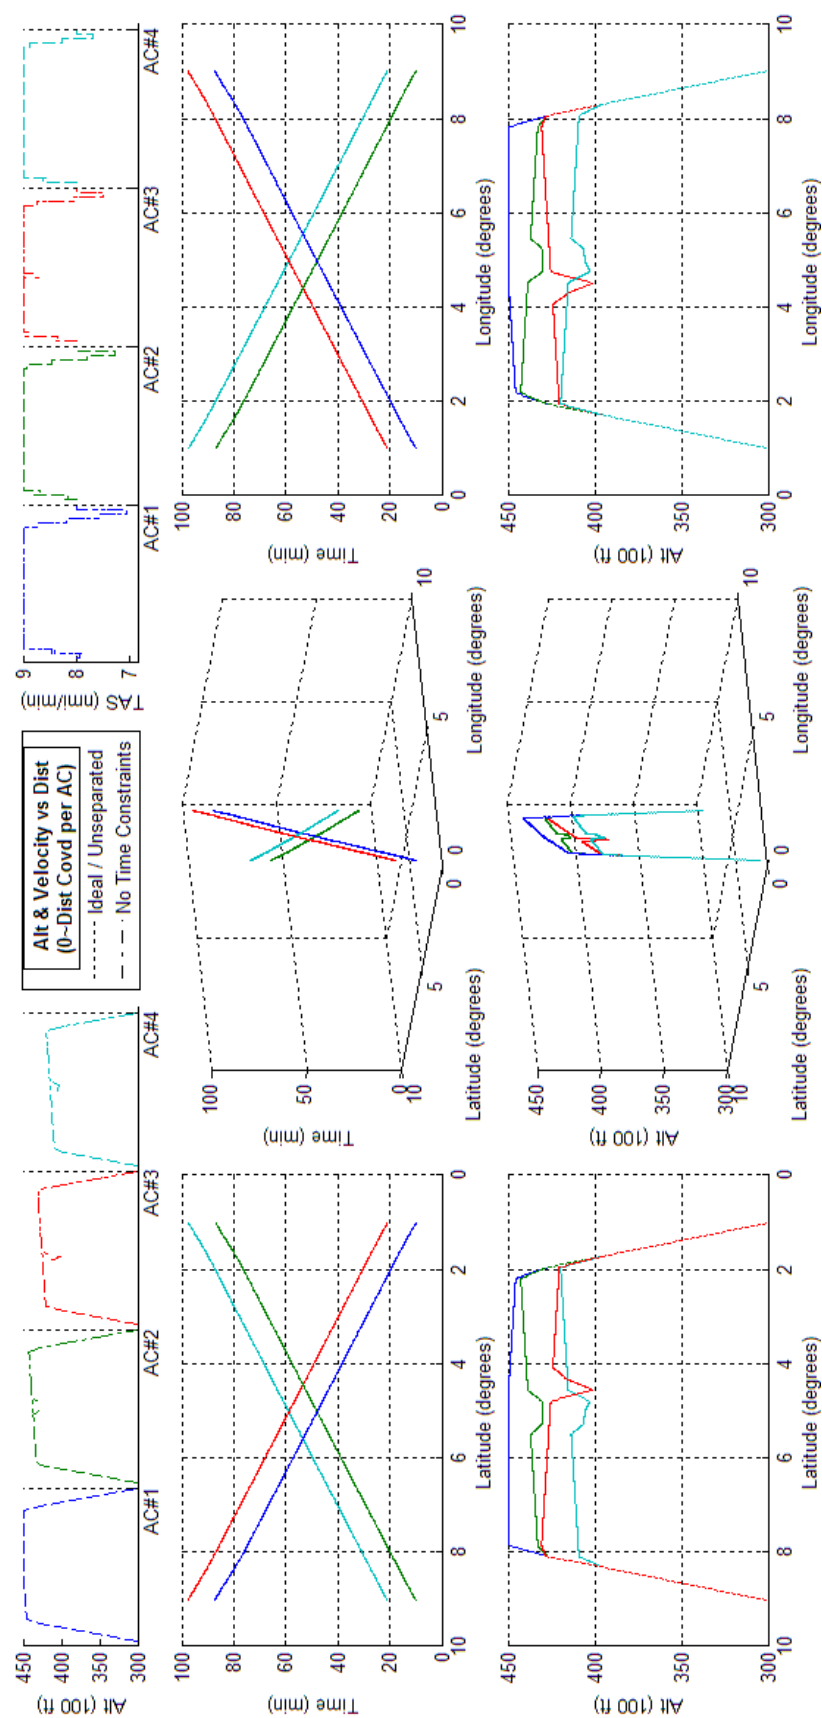 Alt (100 ft)
450
400
350
300
AC#1
AC#2
AC#3
AC#4
Alt & Velocity vs Dist
(0~Dist Covd per AC)
Ideal / Unseparated
No Time Constraints
TAS (nmi/min)
9
8
7
AC#1
AC#2
AC#3
AC#4
Time (min)
100
80
60
40
20
0
10
8
6
4
2
0
Latitude (degrees)
Time (min)
100
50
0
10
5
0
0
5
10
Latitude (degrees)
Longitude (degrees)
Time (min)
100
80
60
40
20
0
0
2
4
6
8
10
Longitude (degrees)
Alt (100 ft)
450
400
350
300
10
8
6
4
2
0
Latitude (degrees)
Alt (100 ft)
450
400
350
300
10
5
0
0
5
10
Latitude (degrees)
Longitude (degrees)
Alt (100 ft)
450
400
350
300
0
2
4
6
8
10
Longitude (degrees)